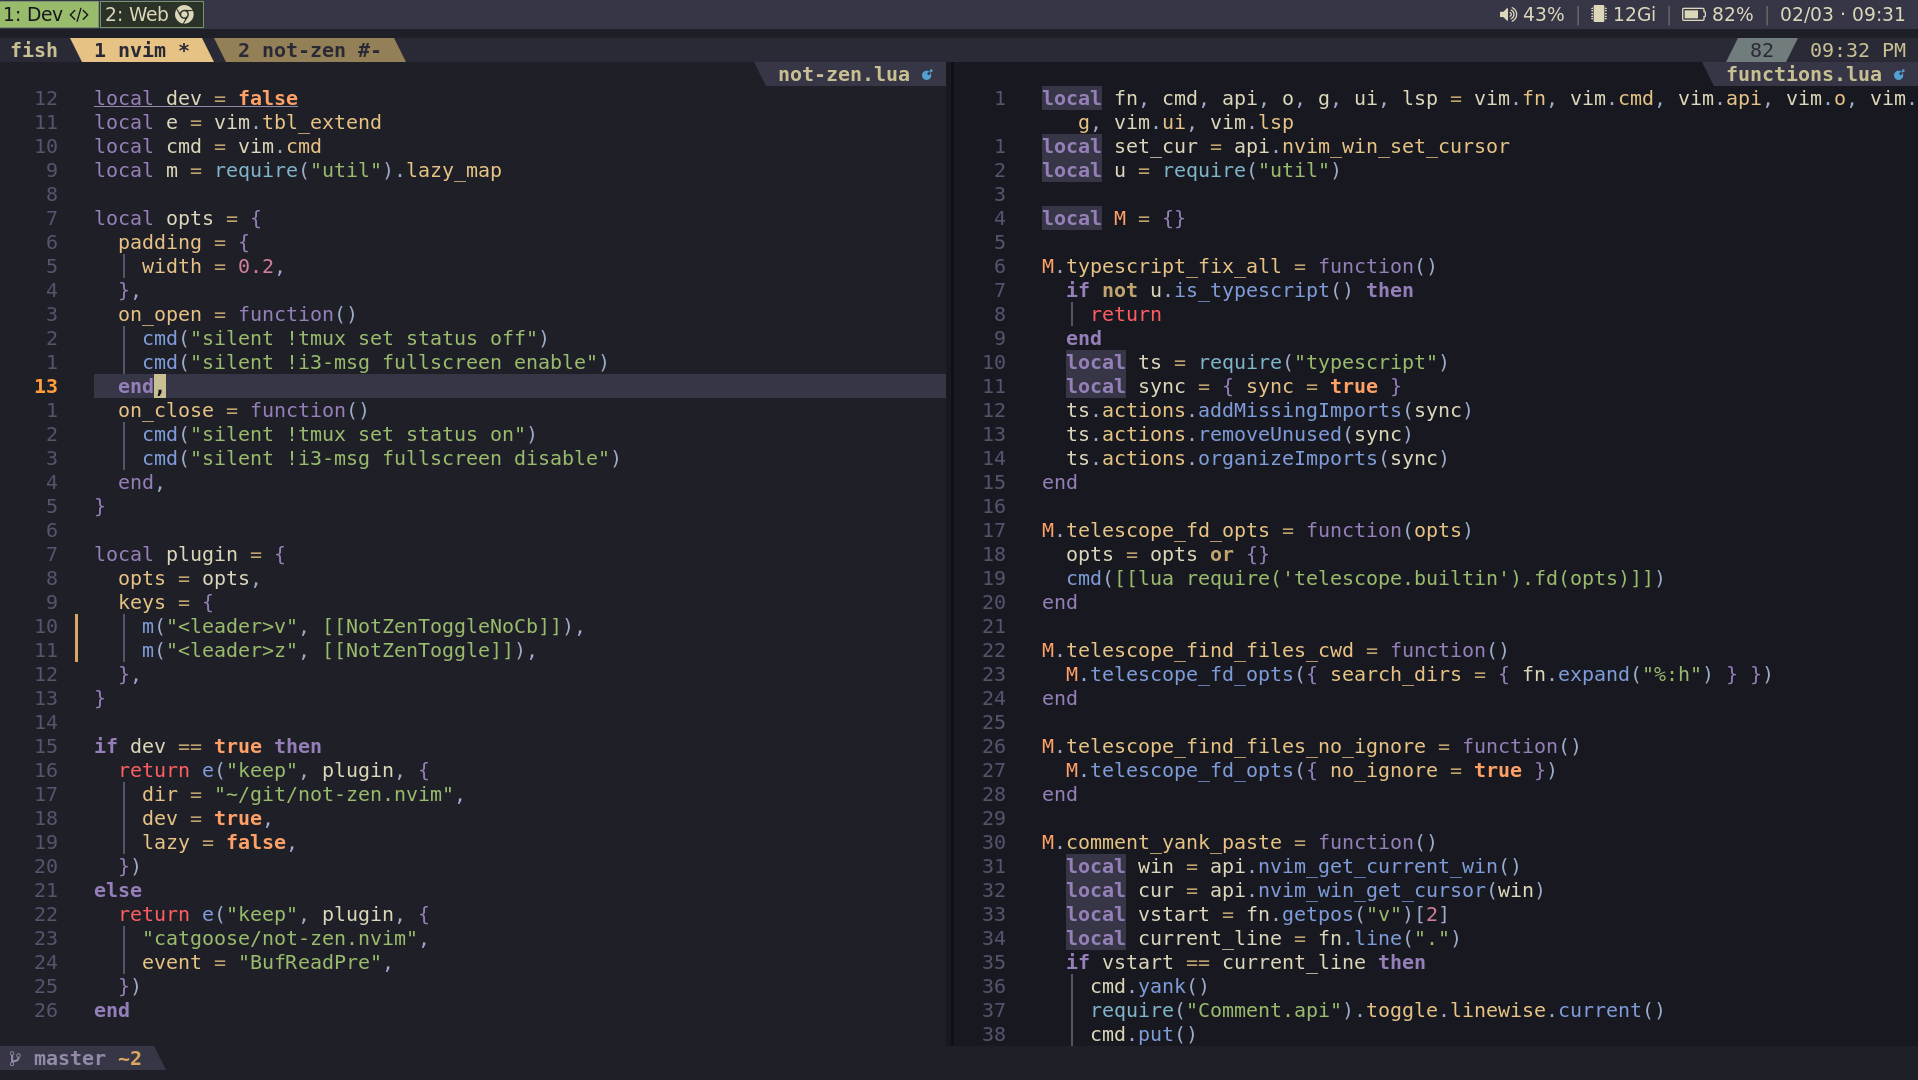 1: Dev </> 2: Web 43% | 12Gi | 82% | 02/03 · 09:31
fish 1 nvim * 2 not-zen #- 82 09:32 PM
not-zen.lua
12 local dev = false
11 local e = vim.tbl_extend
10 local cmd = vim.cmd
9 local m = require("util").lazy_map
8
7 local opts = {
6   padding = {
5     width = 0.2,
4   },
3   on_open = function()
2     cmd("silent !tmux set status off")
1     cmd("silent !i3-msg fullscreen enable")
13   end,
1   on_close = function()
2     cmd("silent !tmux set status on")
3     cmd("silent !i3-msg fullscreen disable")
4   end,
5 }
6
7 local plugin = {
8   opts = opts,
9   keys = {
10     m("<leader>v", [[NotZenToggleNoCb]]),
11     m("<leader>z", [[NotZenToggle]]),
12   },
13 }
14
15 if dev == true then
16   return e("keep", plugin, {
17     dir = "~/git/not-zen.nvim",
18     dev = true,
19     lazy = false,
20   })
21 else
22   return e("keep", plugin, {
23     "catgoose/not-zen.nvim",
24     event = "BufReadPre",
25   })
26 end
functions.lua
1 local fn, cmd, api, o, g, ui, lsp = vim.fn, vim.cmd, vim.api, vim.o, vim.
g, vim.ui, vim.lsp
1 local set_cur = api.nvim_win_set_cursor
2 local u = require("util")
3
4 local M = {}
5
6 M.typescript_fix_all = function()
7   if not u.is_typescript() then
8     return
9   end
10   local ts = require("typescript")
11   local sync = { sync = true }
12   ts.actions.addMissingImports(sync)
13   ts.actions.removeUnused(sync)
14   ts.actions.organizeImports(sync)
15 end
16
17 M.telescope_fd_opts = function(opts)
18   opts = opts or {}
19   cmd([[lua require('telescope.builtin').fd(opts)]])
20 end
21
22 M.telescope_find_files_cwd = function()
23   M.telescope_fd_opts({ search_dirs = { fn.expand("%:h") } })
24 end
25
26 M.telescope_find_files_no_ignore = function()
27   M.telescope_fd_opts({ no_ignore = true })
28 end
29
30 M.comment_yank_paste = function()
31   local win = api.nvim_get_current_win()
32   local cur = api.nvim_win_get_cursor(win)
33   local vstart = fn.getpos("v")[2]
34   local current_line = fn.line(".")
35   if vstart == current_line then
36     cmd.yank()
37     require("Comment.api").toggle.linewise.current()
38     cmd.put()
master ~2